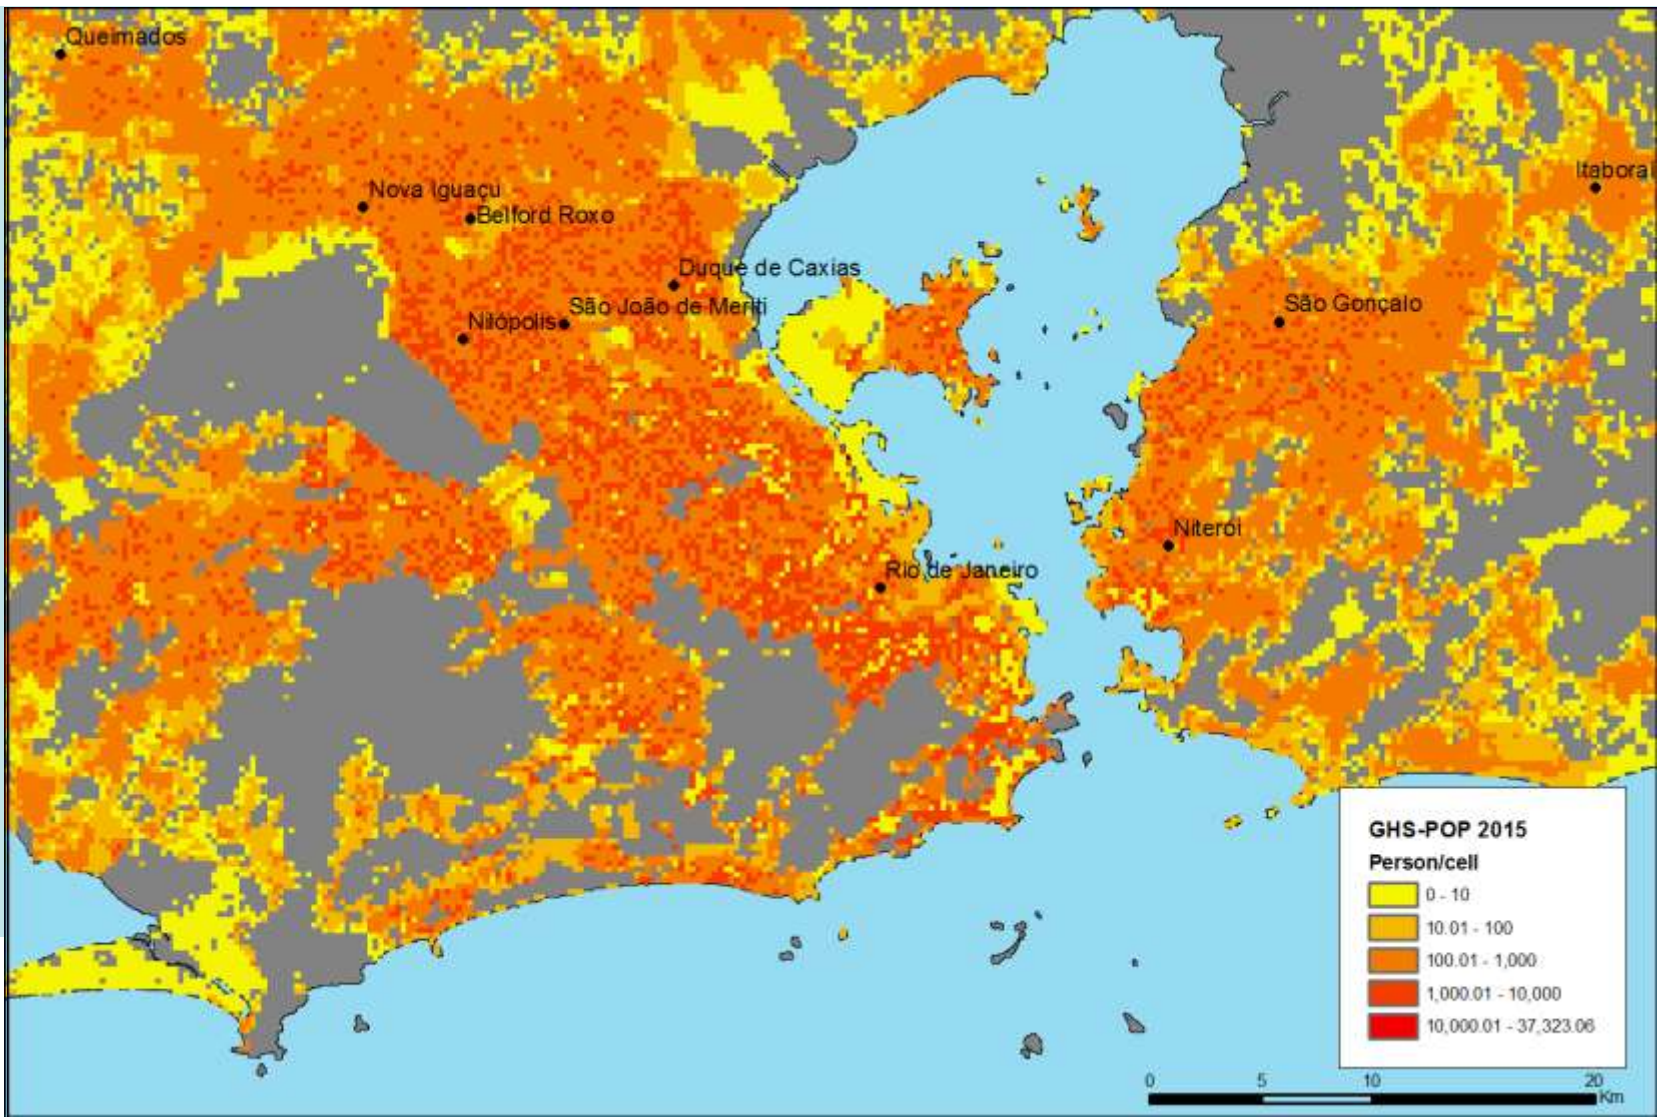 Queimados
Itaborai
Nova Iguaçu
Belford Roxo
Duque de Caxias
São João de Meriti
Nilópolis
São Gonçalo
Niteroi
Rio de Janeiro
GHS-POP 2015
Person/cell
0 - 10
10.01 - 100
100.01 - 1,000
1,000.01 - 10,000
10,000.01 - 37,323.06
0 5 10 20
Km